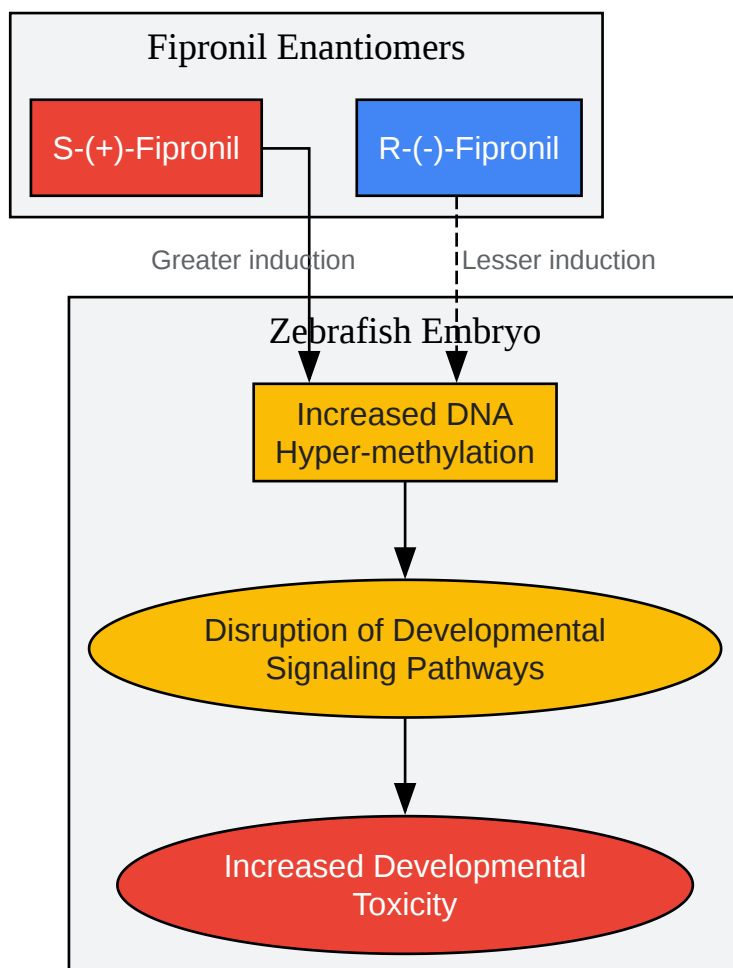 Fipronil Enantiomers
S-(+)-Fipronil
R-(-)-Fipronil
Greater induction
Lesser induction
Zebrafish Embryo
Increased DNA
Hyper-methylation
Disruption of Developmental
Signaling Pathways
Increased Developmental
Toxicity